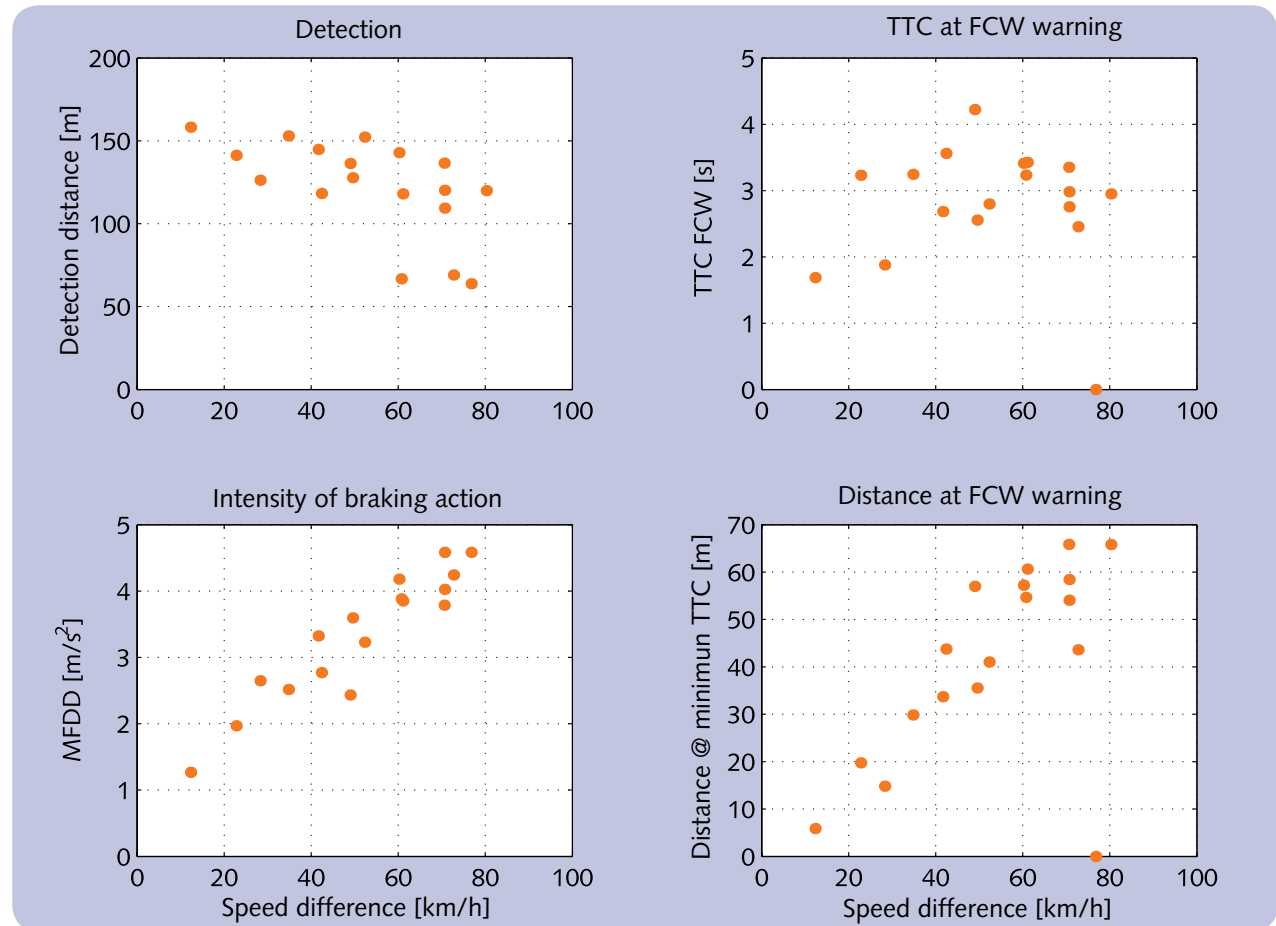 Detection
Detection distance [m]
200
150
100
50
0
0 20 40 60 80 100
TTC at FCW warning
TTC FCW [s]
5
4
3
2
1
0
0 20 40 60 80 100
Intensity of braking action
MFDD [m/s²]
5
4
3
2
1
0
0 20 40 60 80 100
Speed difference [km/h]
Distance at FCW warning
Distance @ minimun TTC [m]
70
60
50
40
30
20
10
0
0 20 40 60 80 100
Speed difference [km/h]